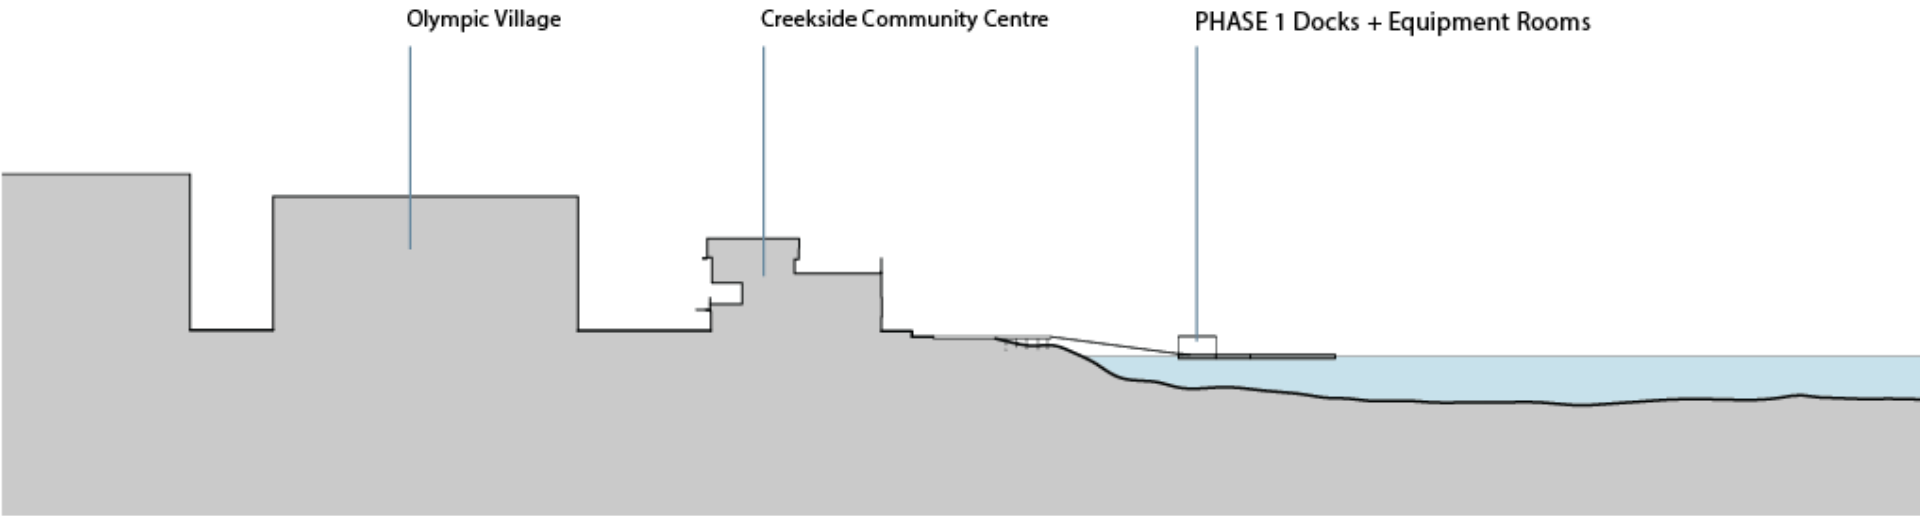 Olympic Village
Creekside Community Centre
PHASE 1 Docks + Equipment Rooms